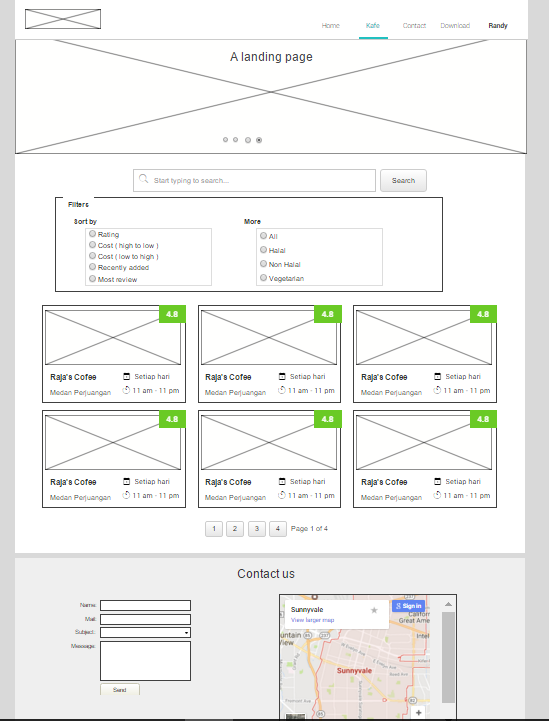 Home Kafe Contact Download Randy
A landing page
Start typing to search... Search
Filters
Sort by More
Rating
Cost ( high to low )
Cost ( low to high )
Recently added
Most review
All
Halal
Non Halal
Vegetarian
4.8 4.8 4.8
Raja's Cofee Setiap hari Raja's Cofee Setiap hari Raja's Cofee Setiap hari
Medan Perjuangan 11 am - 11 pm Medan Perjuangan 11 am - 11 pm Medan Perjuangan 11 am - 11 pm
4.8 4.8 4.8
Raja's Cofee Setiap hari Raja's Cofee Setiap hari Raja's Cofee Setiap hari
Medan Perjuangan 11 am - 11 pm Medan Perjuangan 11 am - 11 pm Medan Perjuangan 11 am - 11 pm
1 2 3 4 Page 1 of 4
Contact us
Name:
Mail:
Subject:
Message:
Send
Sunnyvale
View larger map
Sign in
Californ
Great Ame
Intel
untain
View
Sunnyvale